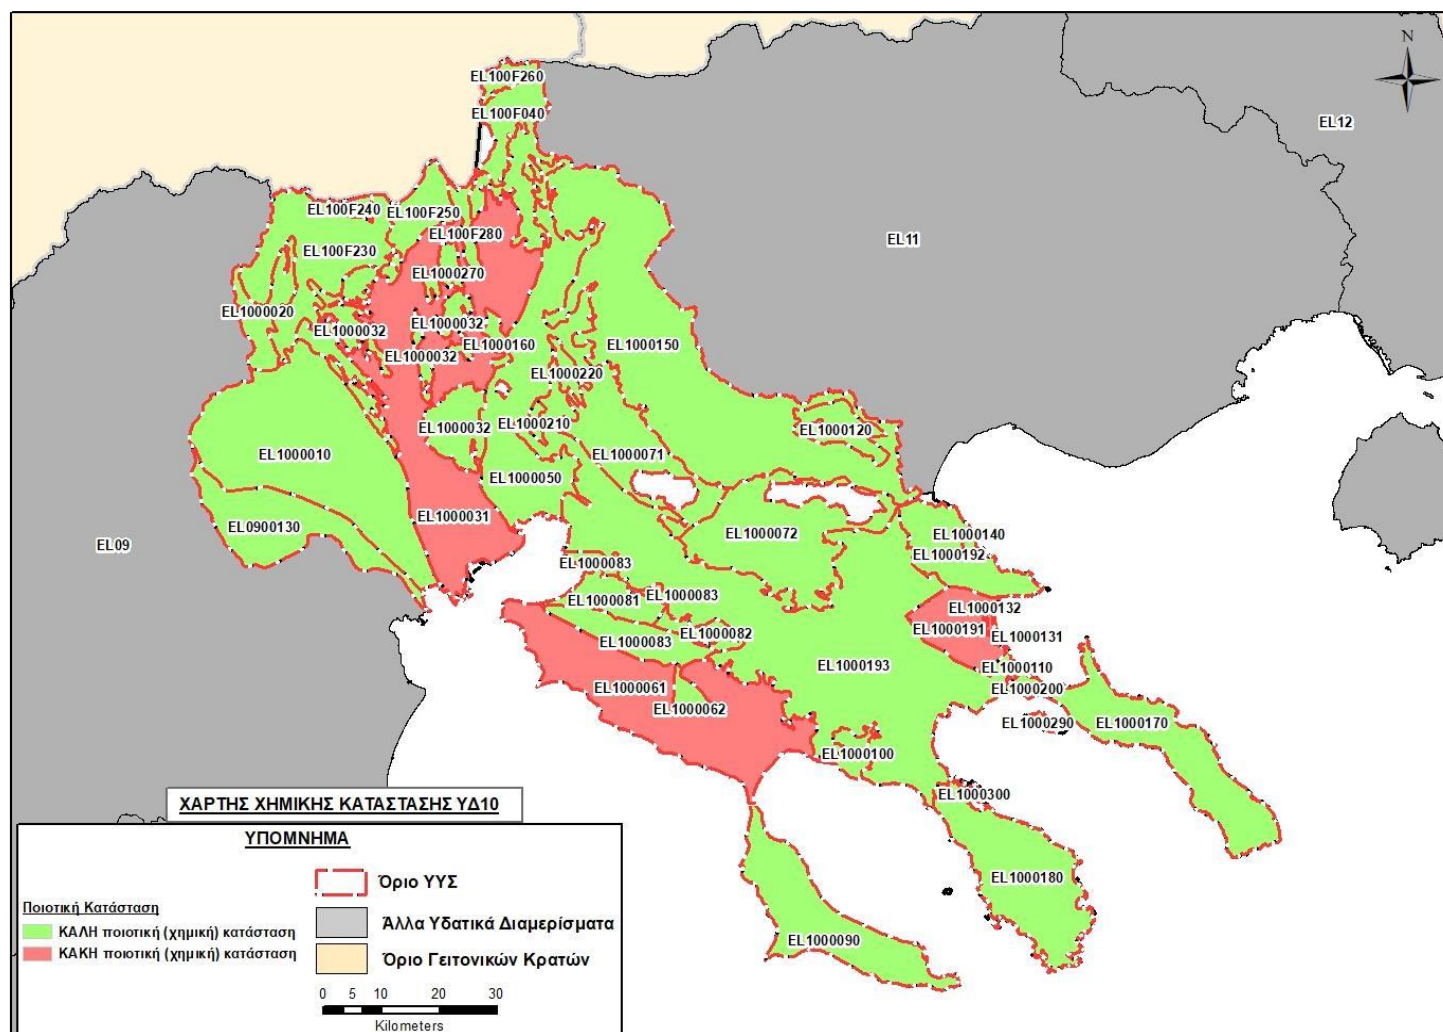 N
EL12
EL100F260
EL100F040
EL100F240
EL100F250
EL100F280
EL100F230
EL11
EL1000270
EL1000020
EL1000032
EL1000032
EL1000160
EL1000150
EL1000032
EL1000220
EL1000032
EL1000210
EL1000120
EL1000010
EL1000071
EL1000050
EL1000031
EL0900130
EL09
EL1000072
EL1000140
EL1000192
EL1000083
EL1000081
EL1000083
EL1000132
EL1000191
EL1000131
EL1000082
EL1000083
EL1000193
EL1000110
EL1000061
EL1000200
EL1000062
EL1000290
EL1000170
EL1000100
EL1000300
EL1000180
EL1000090
ΧΑΡΤΗΣ ΧΗΜΙΚΗΣ ΚΑΤΑΣΤΑΣΗΣ ΥΔ10
ΥΠΟΜΝΗΜΑ
Ποιοτική Κατάσταση
ΚΑΛΗ ποιοτική (χημική) κατάσταση
ΚΑΚΗ ποιοτική (χημική) κατάσταση
Όριο ΥΥΣ
Άλλα Υδατικά Διαμερίσματα
Όριο Γειτονικών Κρατών
0 5 10 20 30
Kilometers